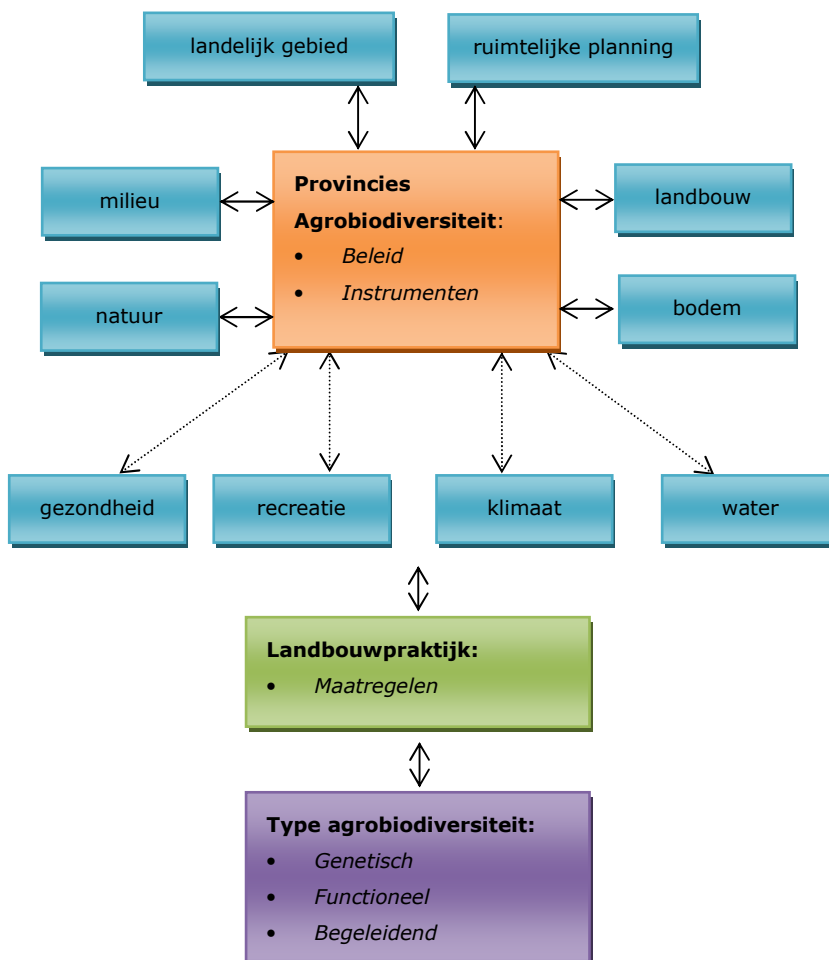 landelijk gebied
ruimtelijke planning
milieu
natuur
Provincies
Agrobiodiversiteit:
• Beleid
• Instrumenten
landbouw
bodem
gezondheid
recreatie
klimaat
water
Landbouwpraktijk:
• Maatregelen
Type agrobiodiversiteit:
• Genetisch
• Functioneel
• Begeleidend